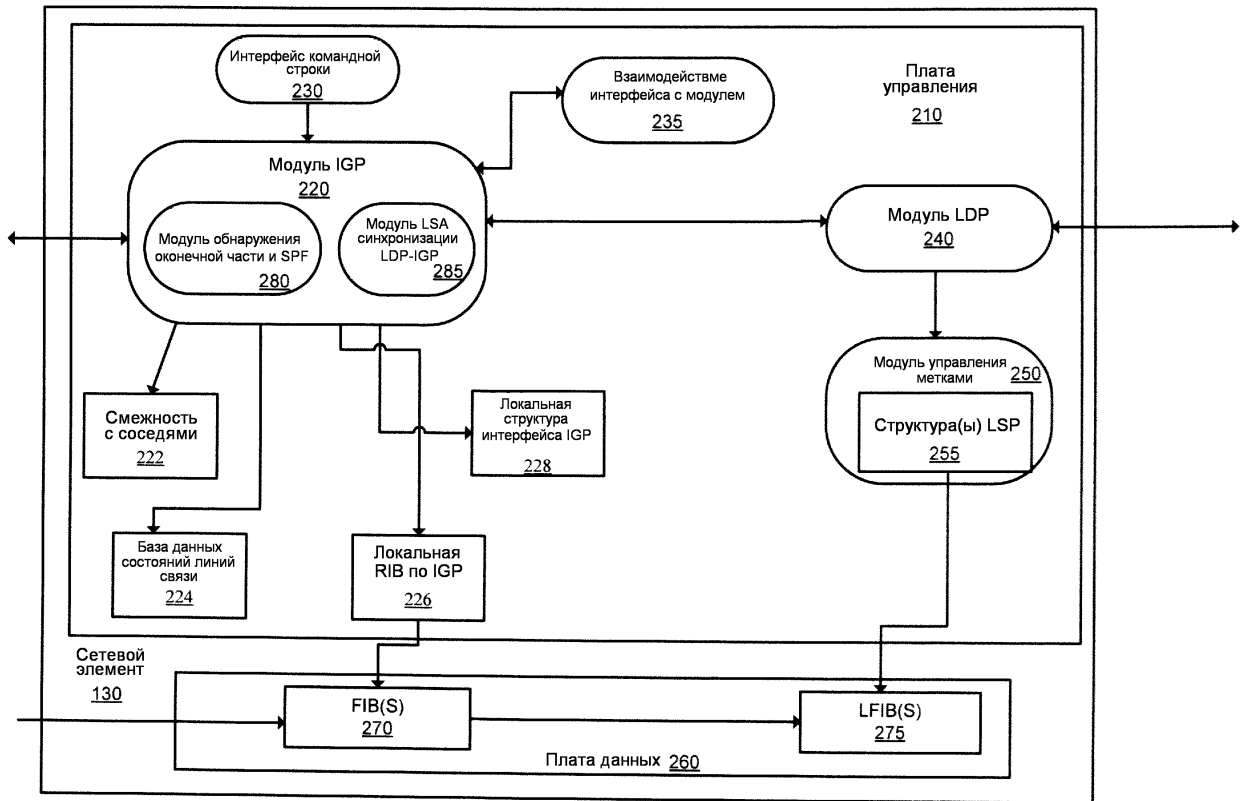 Интерфейс командной
строки
230
Взаимодействме
интерфейса с модулем
235
Плата
управления
210
Модуль IGP
220
Модуль обнаружения
оконечной части и SPF
280
Модуль LSA
синхронизации
LDP-IGP
285
Модуль LDP
240
Модуль управления
метками
250
Структура(ы) LSP
255
Смежность
с соседями
222
Локальная
структура
интерфейса IGP
228
База данных
состояний линий
связи
224
Локальная
RIB по IGP
226
Сетевой
элемент
130
FIB(S)
270
LFIB(S)
275
Плата данных 260